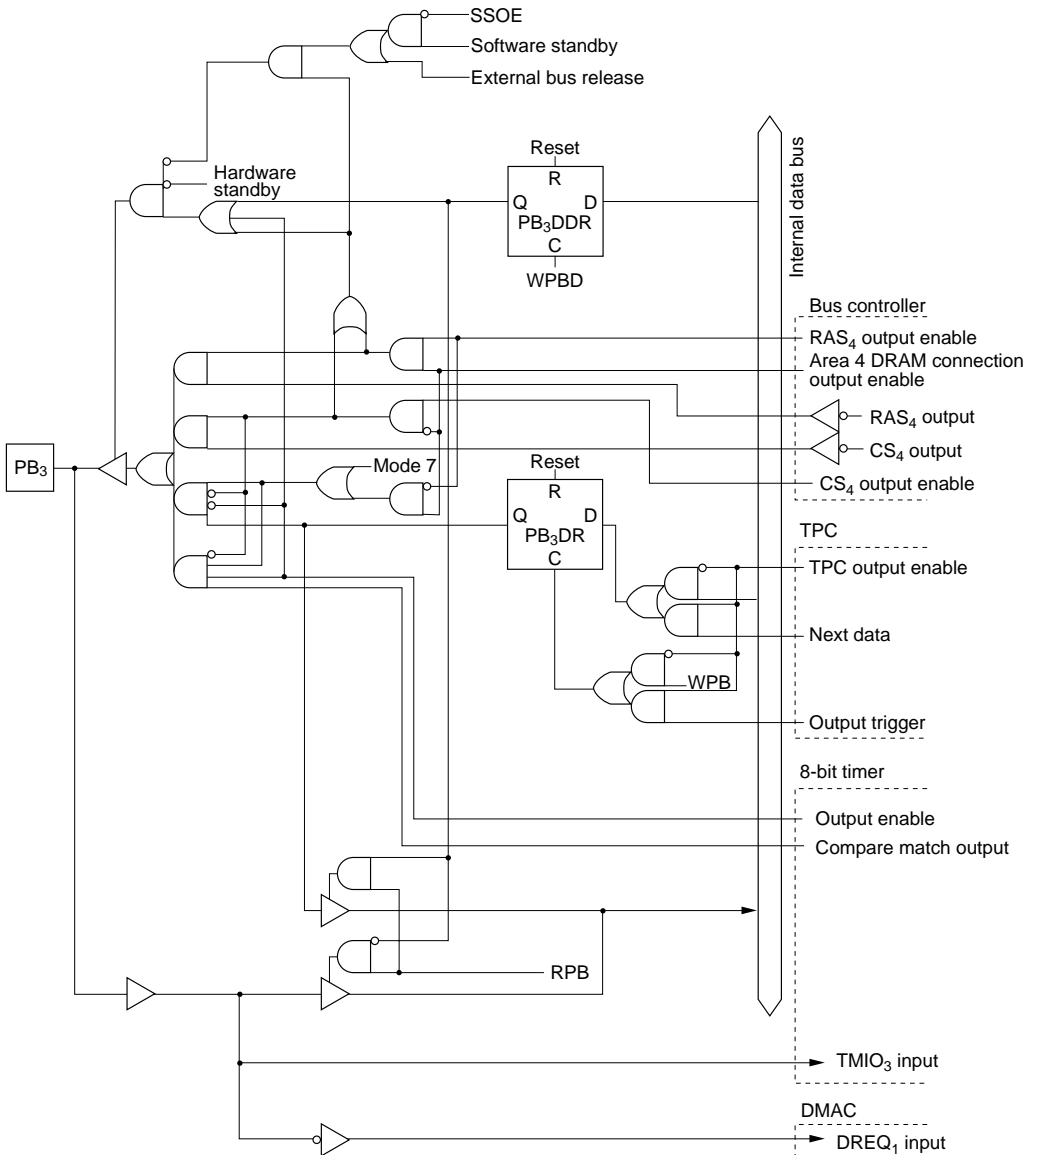 SSOE
Software standby
External bus release
Hardware
standby
Reset
R
Q D
PB3DDR
C
WPBD
Internal data bus
Bus controller
RAS4 output enable
Area 4 DRAM connection
output enable
RAS4 output
CS4 output
CS4 output enable
PB3
Mode 7
Reset
R
Q D
PB3DR
C
TPC
TPC output enable
Next data
WPB
Output trigger
8-bit timer
Output enable
Compare match output
RPB
TMIO3 input
DMAC
DREQ1 input